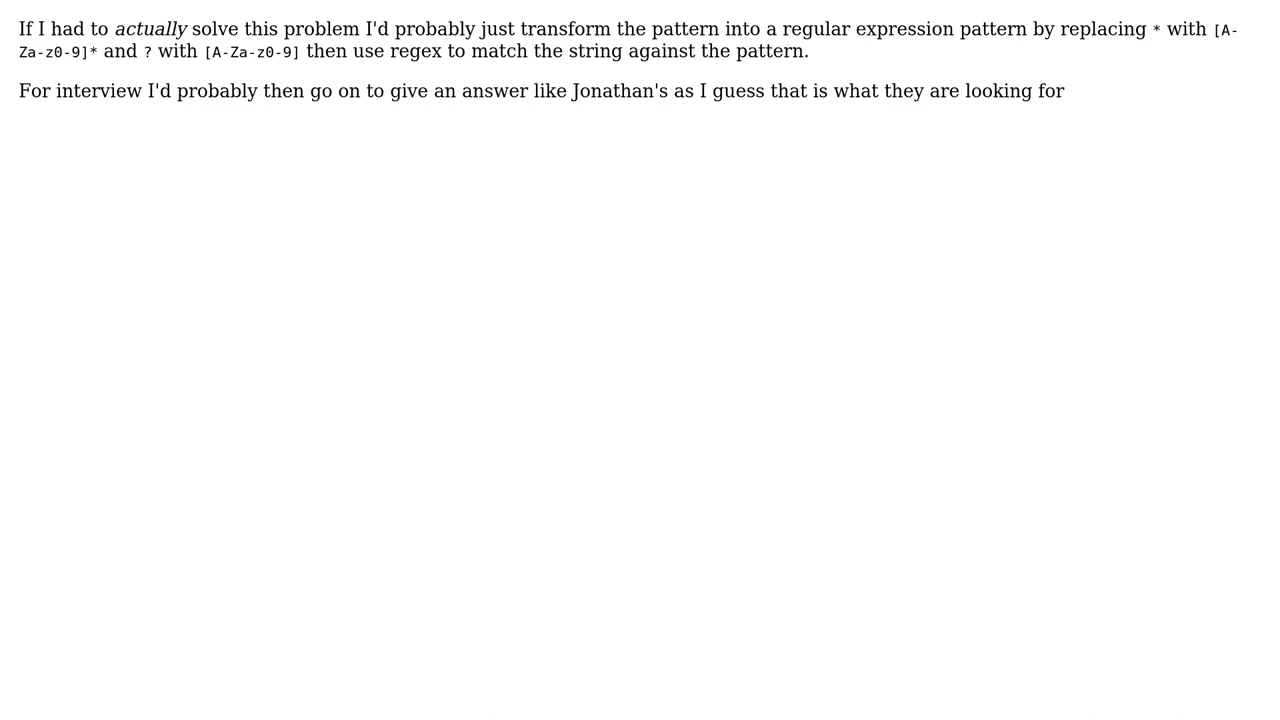 If I had to actually solve this problem I'd probably just transform the pattern into a regular expression pattern by replacing * with [A-
Za-z0-9]* and ? with [A-Za-z0-9] then use regex to match the string against the pattern.
For interview I'd probably then go on to give an answer like Jonathan's as I guess that is what they are looking for